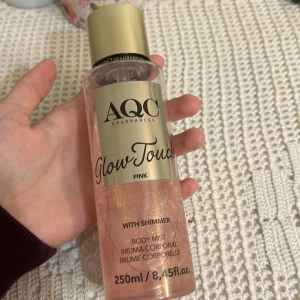 AQC
FRAGRANCES
Glow Touch
PINK
WITH SHIMMER
BODY MIST
BRUMA CORPORAL
BRUME CORPORELLE
250ml / 8,45fl.oz.